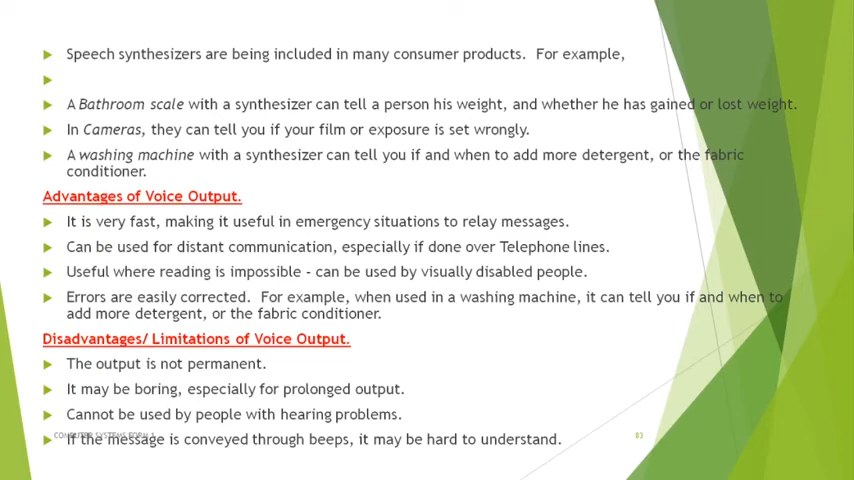 Speech synthesizers are being included in many consumer products. For example,
A Bathroom scale with a synthesizer can tell a person his weight, and whether he has gained or lost weight.
In Cameras, they can tell you if your film or exposure is set wrongly.
A washing machine with a synthesizer can tell you if and when to add more detergent, or the fabric
conditioner.
Advantages of Voice Output.
It is very fast, making it useful in emergency situations to relay messages.
Can be used for distant communication, especially if done over Telephone lines.
Useful where reading is impossible - can be used by visually disabled people.
Errors are easily corrected. For example, when used in a washing machine, it can tell you if and when to
add more detergent, or the fabric conditioner.
Disadvantages/ Limitations of Voice Output.
The output is not permanent.
It may be boring, especially for prolonged output.
Cannot be used by people with hearing problems.
COMPUTER SYSTEMS FORM 1
83
If the message is conveyed through beeps, it may be hard to understand.